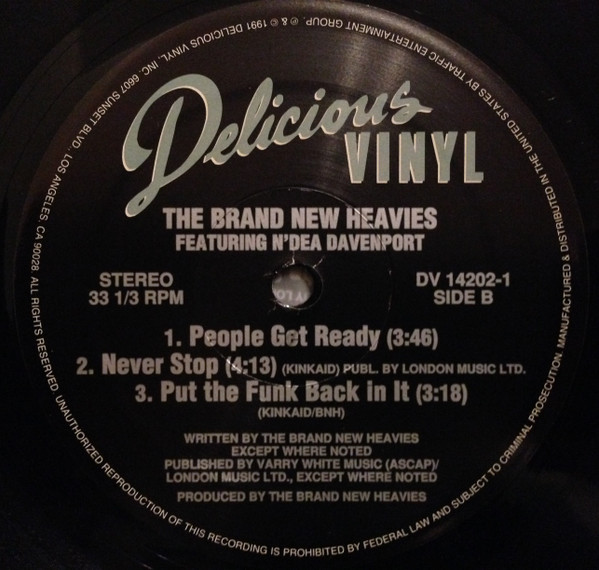 Delicious
VINYL
THE BRAND NEW HEAVIES
FEATURING N'DEA DAVENPORT
STEREO
33 1/3 RPM
DV 14202-1
SIDE B
1. People Get Ready (3:46)
2. Never Stop (4:13) (KINKAID) PUBL. BY LONDON MUSIC LTD.
3. Put the Funk Back in It (3:18)
(KINKAID/BNH)
WRITTEN BY THE BRAND NEW HEAVIES
EXCEPT WHERE NOTED
PUBLISHED BY VARRY WHITE MUSIC (ASCAP)/
LONDON MUSIC LTD., EXCEPT WHERE NOTED
PRODUCED BY THE BRAND NEW HEAVIES
℗ & © 1991 DELICIOUS VINYL, INC. 6607 SUNSET BLVD. LOS ANGELES, CA 90028. ALL RIGHTS RESERVED. UNAUTHORIZED REPRODUCTION OF THIS RECORDING IS PROHIBITED BY FEDERAL LAW AND SUBJECT TO CRIMINAL PROSECUTION. MANUFACTURED & DISTRIBUTED IN THE UNITED STATES BY TRAFFIC ENTERTAINMENT GROUP.